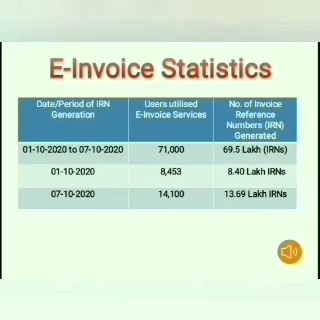 E-Invoice Statistics
Date/Period of IRN Users utilised No. of Invoice
Generation E-Invoice Services Reference
Numbers (IRN)
Generated
01-10-2020 to 07-10-2020 71,000 69.5 Lakh (IRNs)
01-10-2020 8,453 8.40 Lakh IRNs
07-10-2020 14,100 13.69 Lakh IRNs